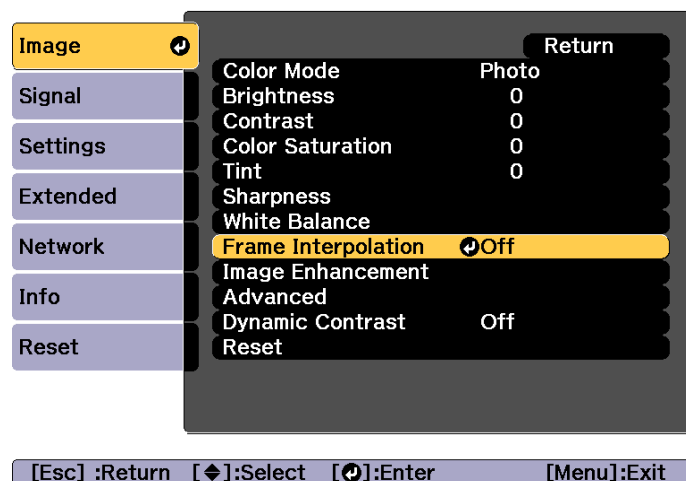 Image
Signal
Settings
Extended
Network
Info
Reset
Return
Color Mode Photo
Brightness 0
Contrast 0
Color Saturation 0
Tint 0
Sharpness
White Balance
Frame Interpolation Off
Image Enhancement
Advanced
Dynamic Contrast Off
Reset
[Esc] :Return [◆]:Select [↵]:Enter [Menu]:Exit